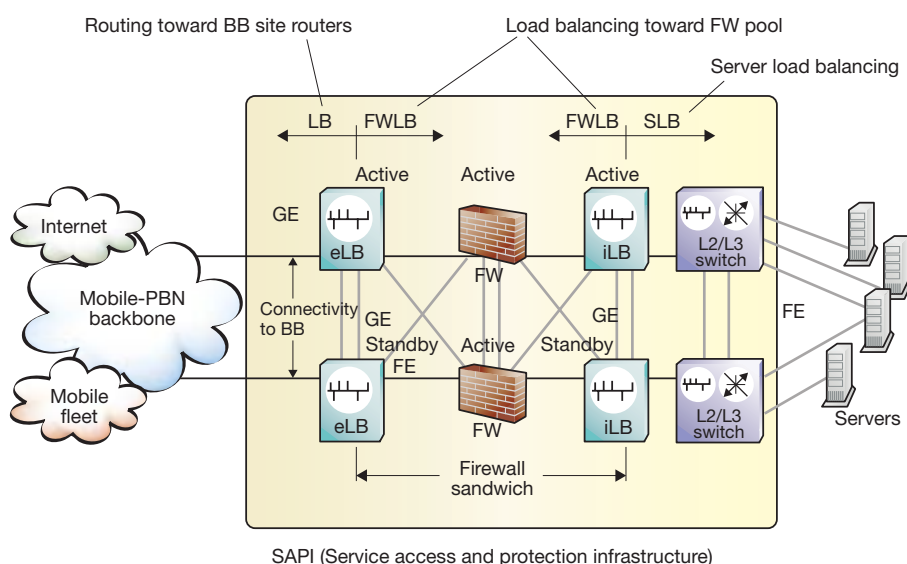 Routing toward BB site routers
Load balancing toward FW pool
Server load balancing
LB
FWLB
FWLB
SLB
Active
Active
Active
Internet
GE
eLB
FW
iLB
L2/L3
switch
Mobile-PBN
backbone
Connectivity
to BB
GE
GE
FE
Standby
FE
Active
Standby
Mobile
fleet
eLB
FW
iLB
L2/L3
switch
Servers
Firewall
sandwich
SAPI (Service access and protection infrastructure)